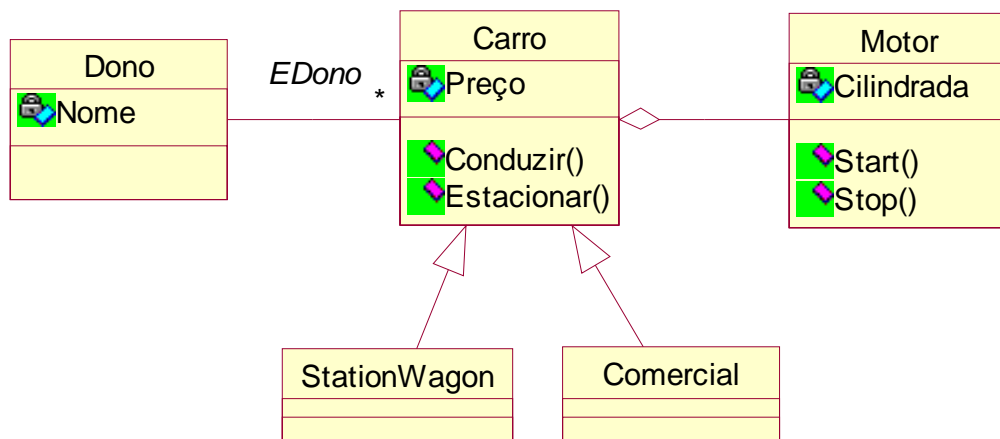 Dono
Nome
EDono
*
Carro
Preço
Conduzir()
Estacionar()
Motor
Cilindrada
Start()
Stop()
StationWagon
Comercial